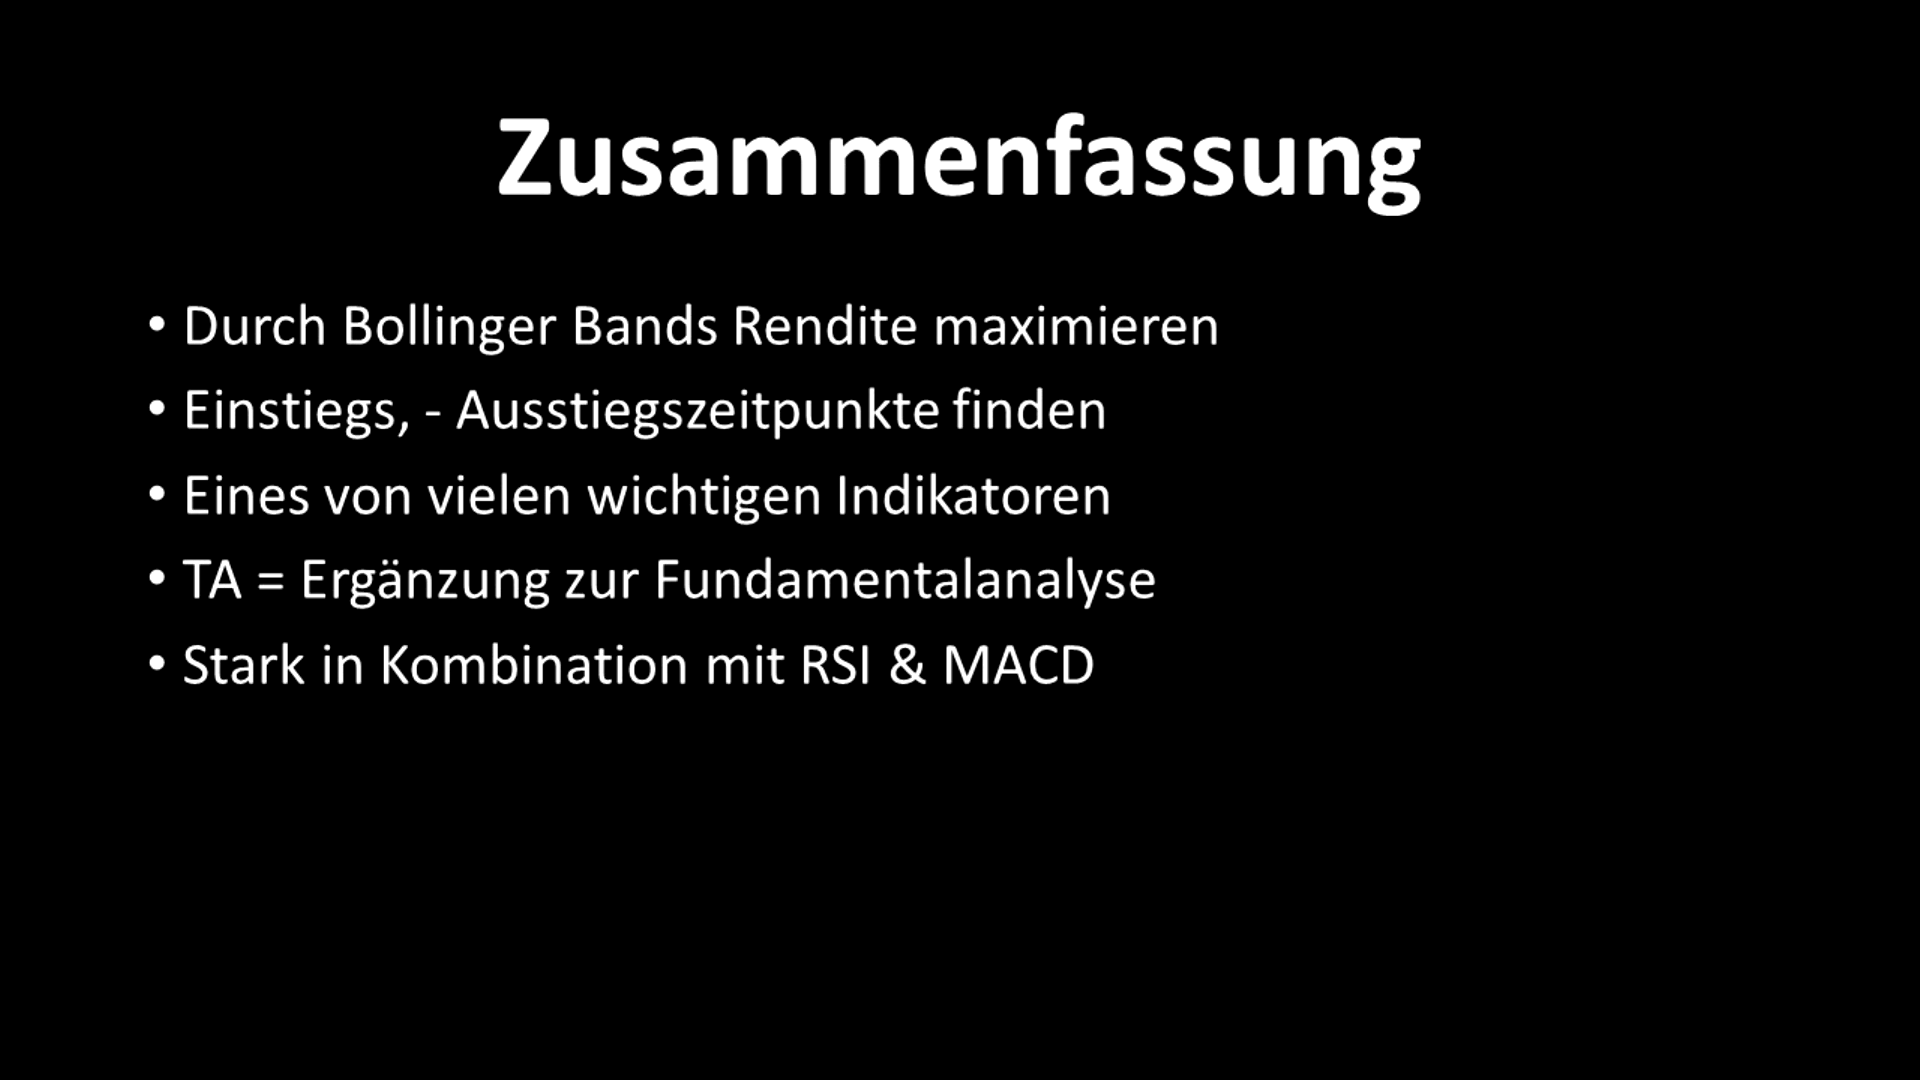 Zusammenfassung
• Durch Bollinger Bands Rendite maximieren
• Einstiegs, - Ausstiegszeitpunkte finden
• Eines von vielen wichtigen Indikatoren
• TA = Ergänzung zur Fundamentalanalyse
• Stark in Kombination mit RSI & MACD